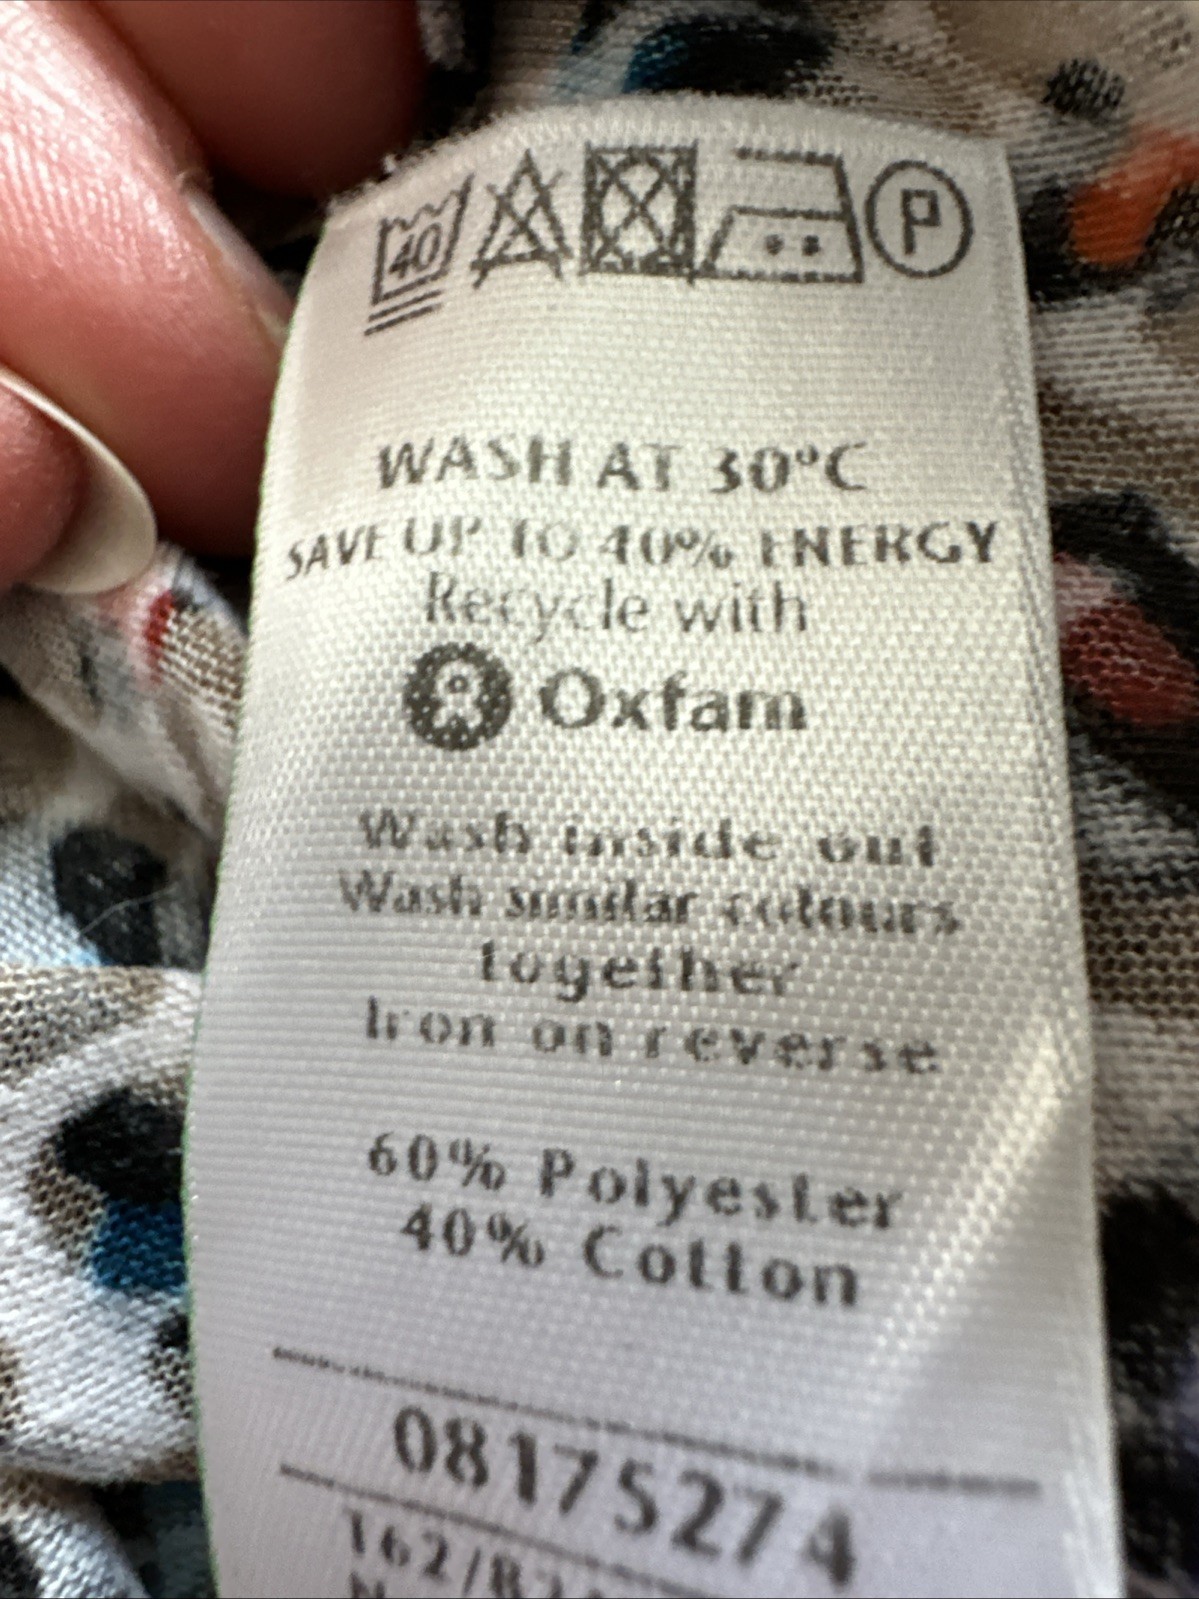 40
P
WASH AT 30°C
SAVE UP TO 40% ENERGY
Recycle with
Oxfam
Wash inside out
Wash similar colours
together
Iron on reverse
60% Polyester
40% Cotton
08175274